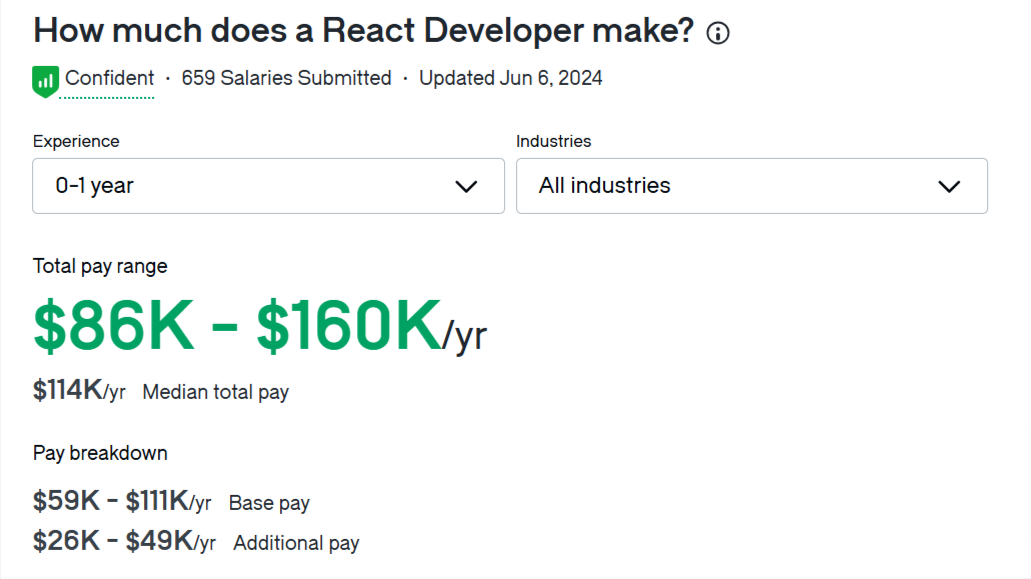 How much does a React Developer make?
Confident · 659 Salaries Submitted · Updated Jun 6, 2024
Experience
Industries
0-1 year
All industries
Total pay range
$86K - $160K/yr
$114K/yr Median total pay
Pay breakdown
$59K - $111K/yr Base pay
$26K - $49K/yr Additional pay